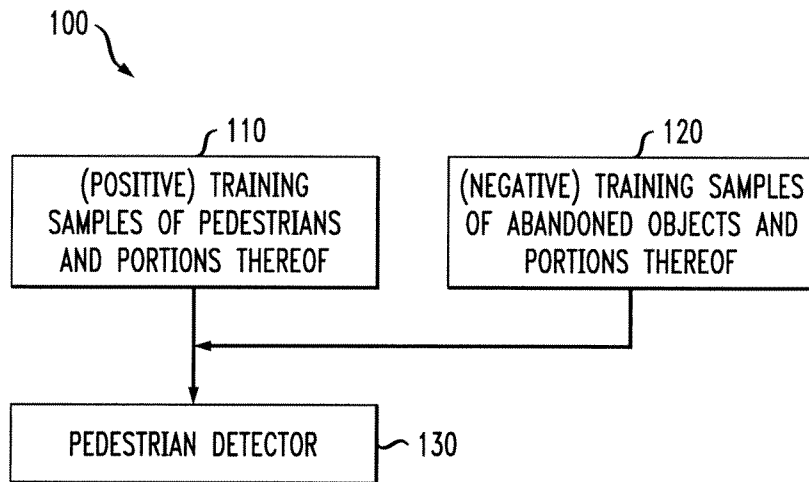 100
110
(POSITIVE) TRAINING
SAMPLES OF PEDESTRIANS
AND PORTIONS THEREOF
120
(NEGATIVE) TRAINING SAMPLES
OF ABANDONED OBJECTS AND
PORTIONS THEREOF
PEDESTRIAN DETECTOR
130